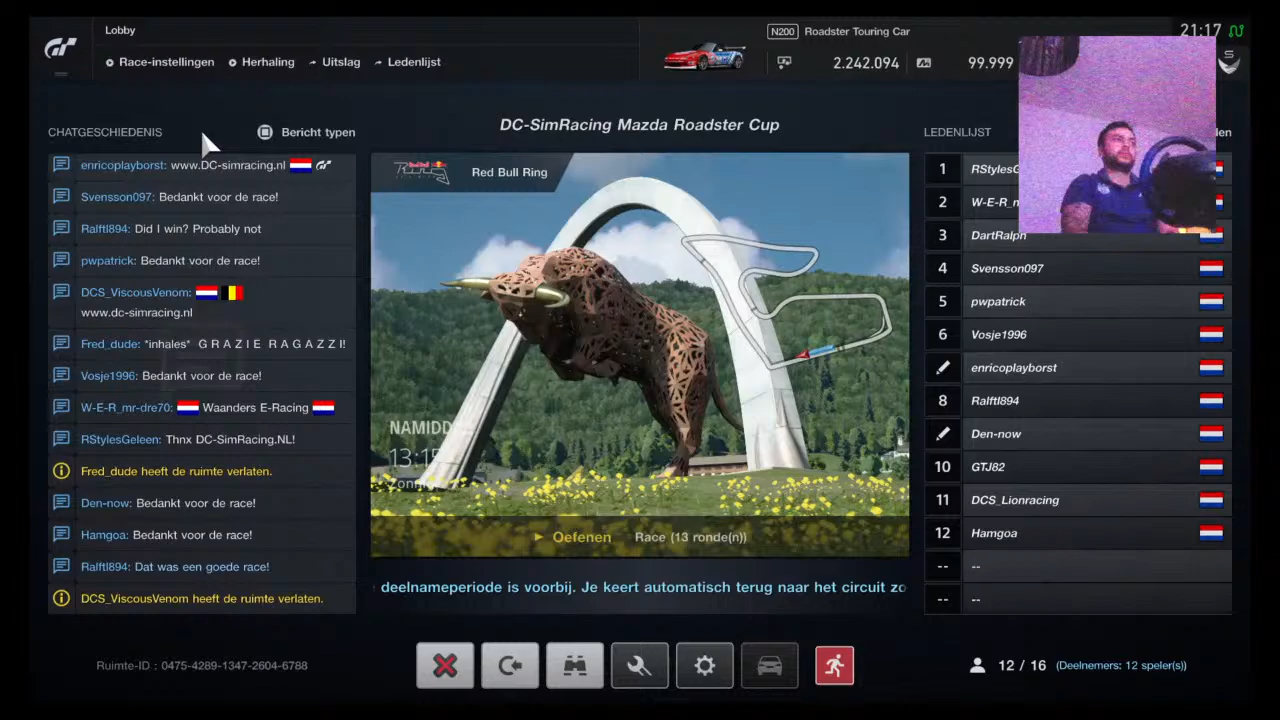 Lobby
N200 Roadster Touring Car
21:17
Race-instellingen Herhaling Uitslag Ledenlijst
2.242.094 99.999
S
CHATGESCHIEDENIS Bericht typen
DC-SimRacing Mazda Roadster Cup
LEDENLIJST
enricoplayborst: www.DC-simracing.nl
Svensson097: Bedankt voor de race!
Ralftl894: Did I win? Probably not
pwpatrick: Bedankt voor de race!
DCS_ViscousVenom:
www.dc-simracing.nl
Fred_dude: *inhales* G R A Z I E R A G A Z Z I!
Vosje1996: Bedankt voor de race!
W-E-R_mr-dre70: Waanders E-Racing
RStylesGeleen: Thnx DC-SimRacing.NL!
Fred_dude heeft de ruimte verlaten.
Den-now: Bedankt voor de race!
Hamgoa: Bedankt voor de race!
Ralftl894: Dat was een goede race!
DCS_ViscousVenom heeft de ruimte verlaten.
Red Bull Ring
13:15
Oefenen Race (13 ronde(n))
deelnameperiode is voorbij. Je keert automatisch terug naar het circuit zo
1
2
3 DartRalph
4 Svensson097
5 pwpatrick
6 Vosje1996
enricoplayborst
8 Ralftl894
Den-now
10 GTJ82
11 DCS_Lionracing
12 Hamgoa
-- --
-- --
Ruimte-ID : 0475-4289-1347-2604-6788
12 / 16 (Deelnemers: 12 speler(s))